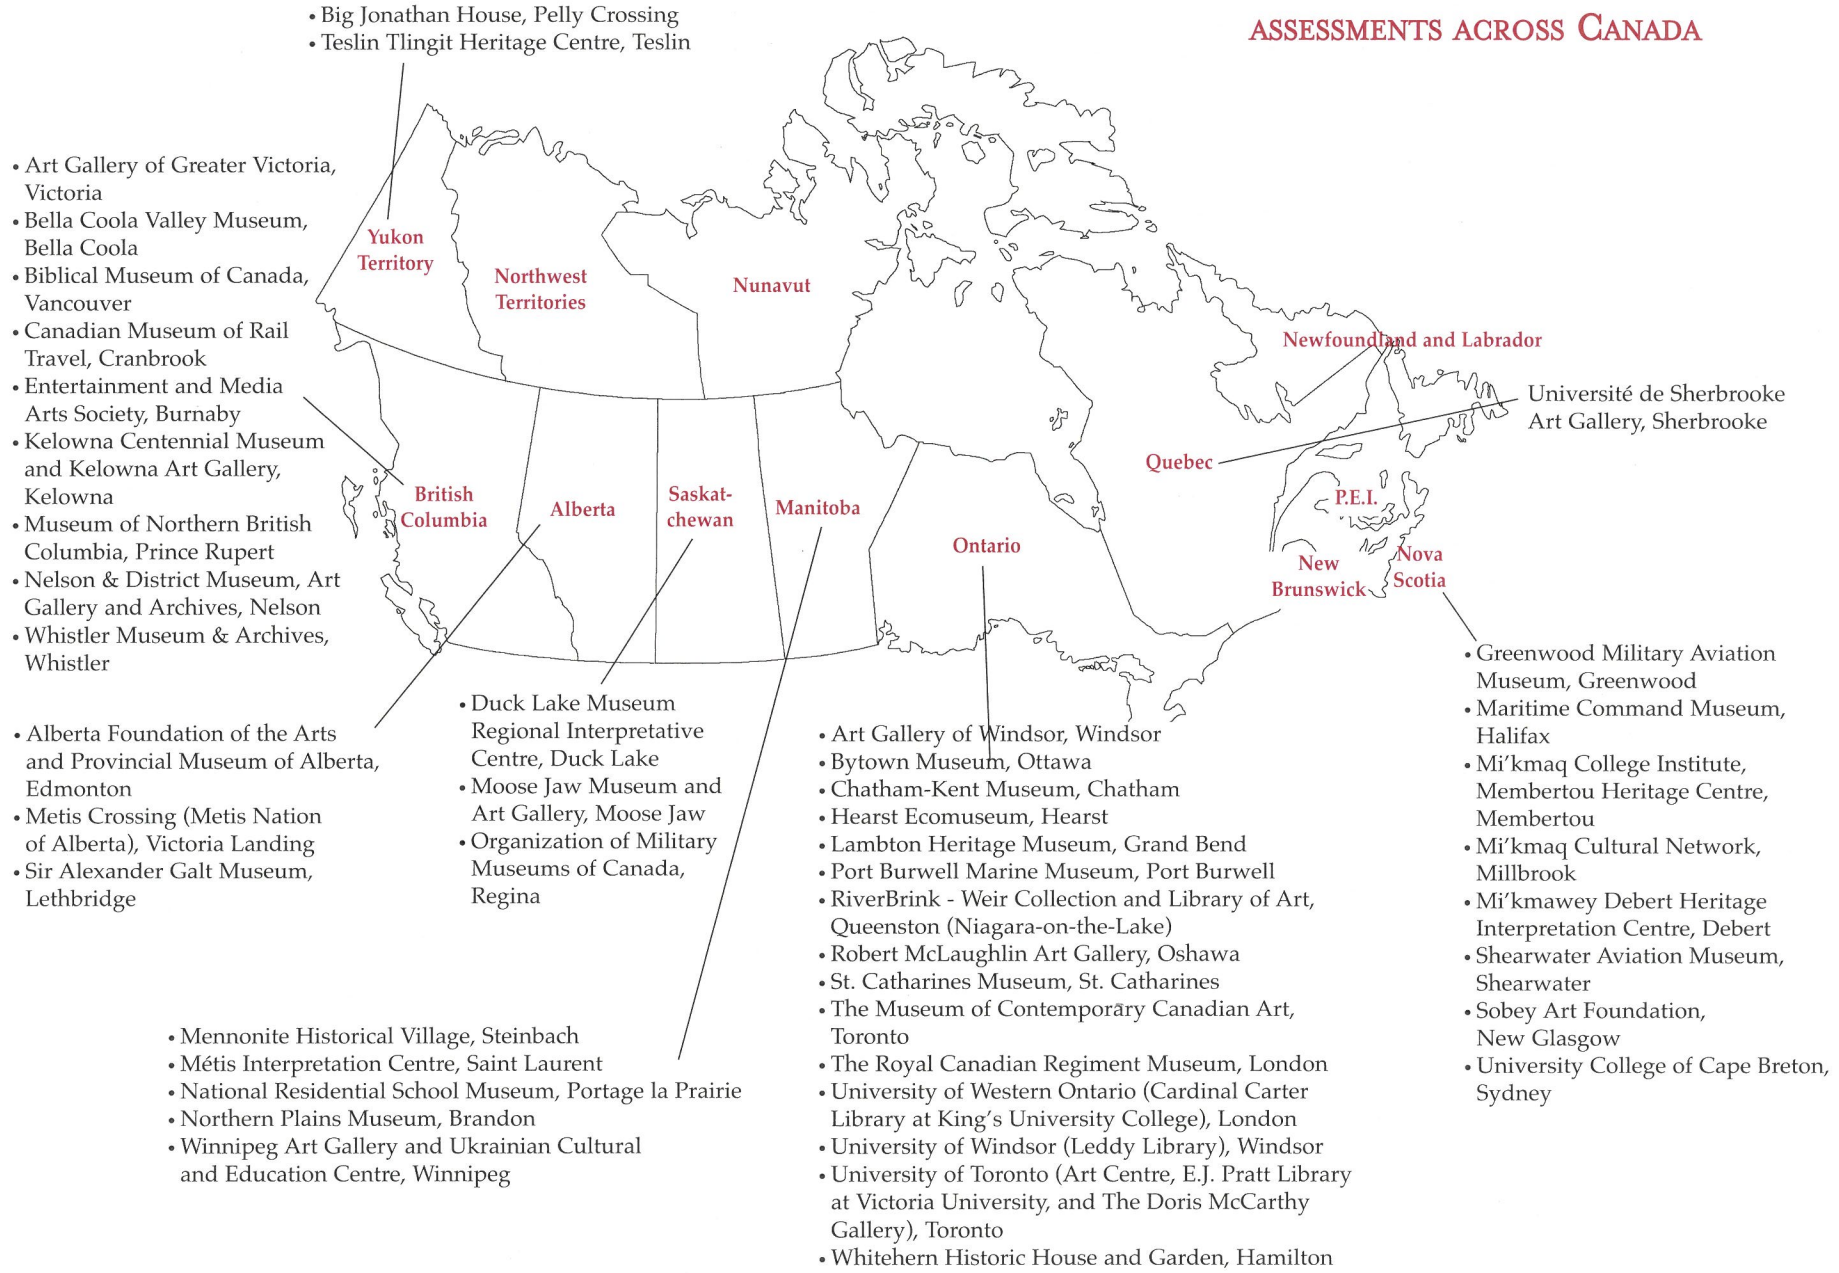 • Big Jonathan House, Pelly Crossing
• Teslin Tlingit Heritage Centre, Teslin
ASSESSMENTS ACROSS CANADA
• Art Gallery of Greater Victoria,
Victoria
• Bella Coola Valley Museum,
Bella Coola
• Biblical Museum of Canada,
Vancouver
• Canadian Museum of Rail
Travel, Cranbrook
• Entertainment and Media
Arts Society, Burnaby
• Kelowna Centennial Museum
and Kelowna Art Gallery,
Kelowna
• Museum of Northern British
Columbia, Prince Rupert
• Nelson & District Museum, Art
Gallery and Archives, Nelson
• Whistler Museum & Archives,
Whistler
Yukon
Territory
Northwest
Territories
Nunavut
Newfoundland and Labrador
Université de Sherbrooke
Art Gallery, Sherbrooke
Quebec
British
Columbia
Alberta
Saskat-
chewan
Manitoba
Ontario
P.E.I.
New
Brunswick
Nova
Scotia
• Alberta Foundation of the Arts
and Provincial Museum of Alberta,
Edmonton
• Metis Crossing (Metis Nation
of Alberta), Victoria Landing
• Sir Alexander Galt Museum,
Lethbridge
• Duck Lake Museum
Regional Interpretative
Centre, Duck Lake
• Moose Jaw Museum and
Art Gallery, Moose Jaw
• Organization of Military
Museums of Canada,
Regina
• Mennonite Historical Village, Steinbach
• Métis Interpretation Centre, Saint Laurent
• National Residential School Museum, Portage la Prairie
• Northern Plains Museum, Brandon
• Winnipeg Art Gallery and Ukrainian Cultural
and Education Centre, Winnipeg
• Art Gallery of Windsor, Windsor
• Bytown Museum, Ottawa
• Chatham-Kent Museum, Chatham
• Hearst Ecomuseum, Hearst
• Lambton Heritage Museum, Grand Bend
• Port Burwell Marine Museum, Port Burwell
• RiverBrink - Weir Collection and Library of Art,
Queenston (Niagara-on-the-Lake)
• Robert McLaughlin Art Gallery, Oshawa
• St. Catharines Museum, St. Catharines
• The Museum of Contemporary Canadian Art,
Toronto
• The Royal Canadian Regiment Museum, London
• University of Western Ontario (Cardinal Carter
Library at King's University College), London
• University of Windsor (Leddy Library), Windsor
• University of Toronto (Art Centre, E.J. Pratt Library
at Victoria University, and The Doris McCarthy
Gallery), Toronto
• Whitehern Historic House and Garden, Hamilton
• Greenwood Military Aviation
Museum, Greenwood
• Maritime Command Museum,
Halifax
• Mi'kmaq College Institute,
Membertou Heritage Centre,
Membertou
• Mi'kmaq Cultural Network,
Millbrook
• Mi'kmawey Debert Heritage
Interpretation Centre, Debert
• Shearwater Aviation Museum,
Shearwater
• Sobey Art Foundation,
New Glasgow
• University College of Cape Breton,
Sydney